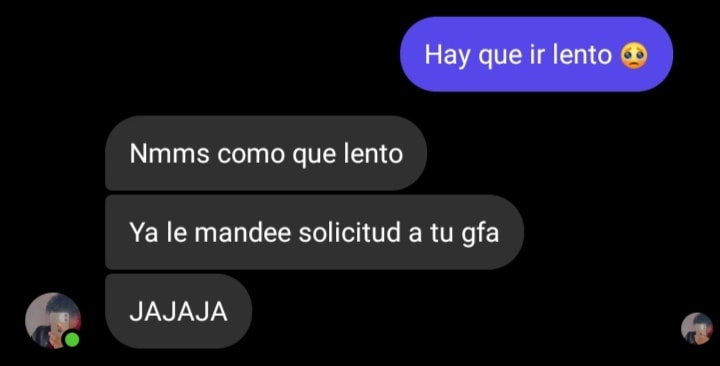 Hay que ir lento 🥺
Nmms como que lento
Ya le mandee solicitud a tu gfa
JAJAJA